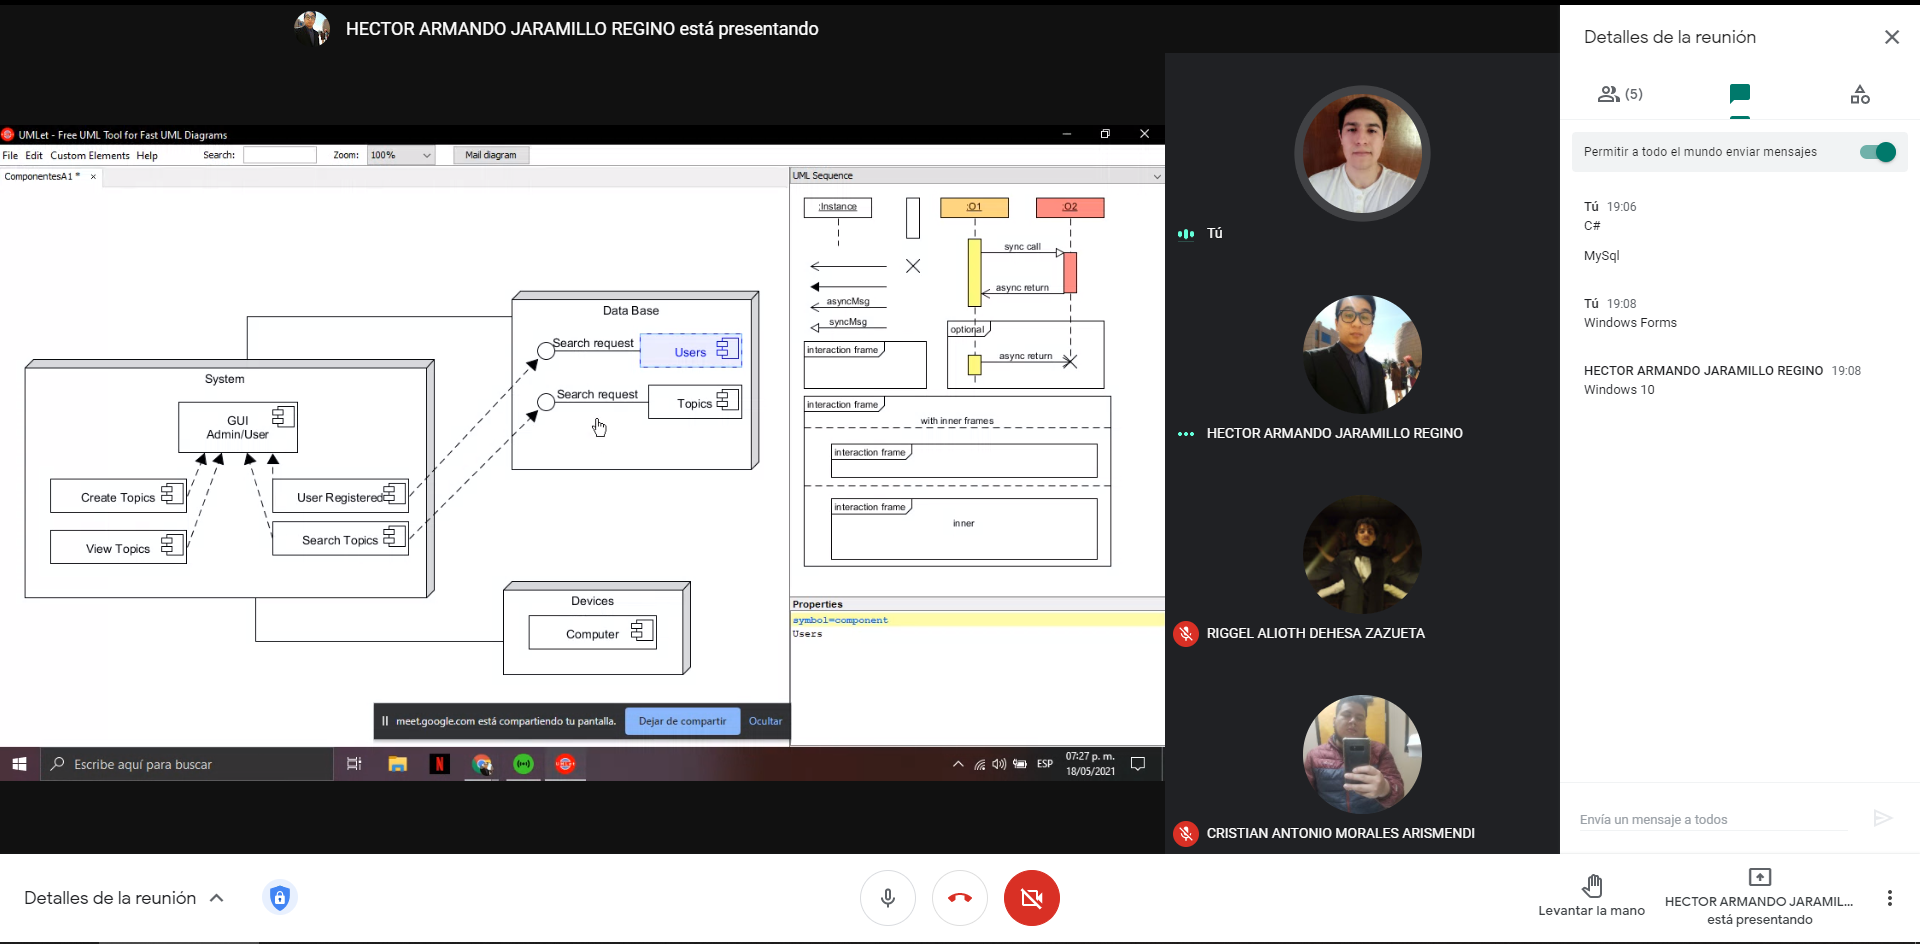 HECTOR ARMANDO JARAMILLO REGINO está presentando
UMLet - Free UML Tool for Fast UML Diagrams
File Edit Custom Elements Help Search: Zoom: 100% Mail diagram
ComponentesA1 *
System
GUI
Admin/User
Create Topics
View Topics
User Registered
Search Topics
Data Base
Search request
Users
Search request
Topics
Devices
Computer
UML Sequence
:Instance
:O1
:O2
sync call
async return
asyncMsg
syncMsg
optional
async return
interaction frame
interaction frame
with inner frames
interaction frame
interaction frame
inner
Properties
symbol=component
Users
meet.google.com está compartiendo tu pantalla.
Dejar de compartir
Ocultar
Escribe aquí para buscar
ESP
07:27 p. m.
18/05/2021
Tú
HECTOR ARMANDO JARAMILLO REGINO
RIGGEL ALIOTH DEHESA ZAZUETA
CRISTIAN ANTONIO MORALES ARISMENDI
Detalles de la reunión
(5)
Permitir a todo el mundo enviar mensajes
Tú 19:06
C#
MySql
Tú 19:08
Windows Forms
HECTOR ARMANDO JARAMILLO REGINO 19:08
Windows 10
Envía un mensaje a todos
Detalles de la reunión
Levantar la mano
HECTOR ARMANDO JARAMIL...
está presentando